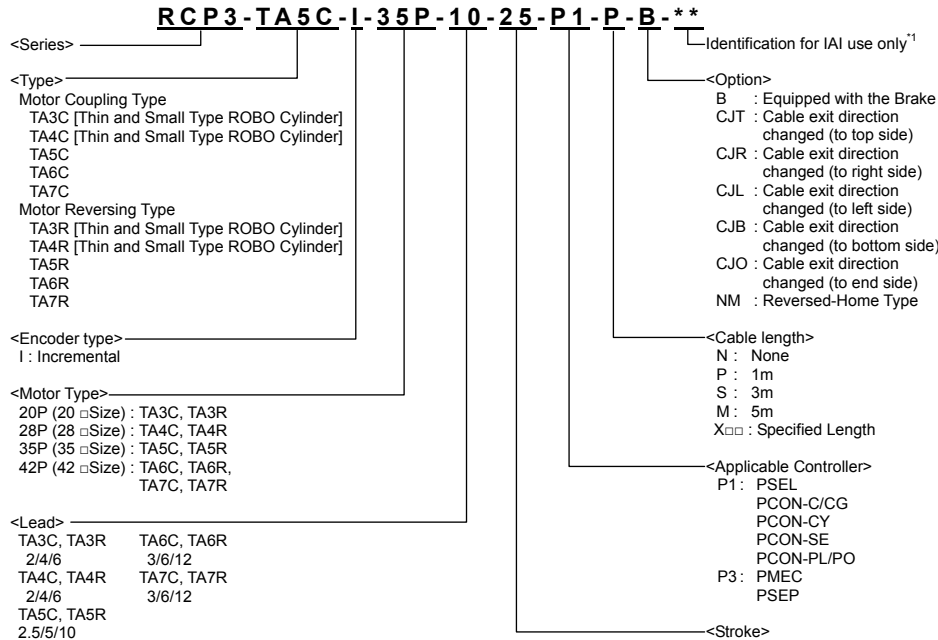 RCP3-TA5C-I-35P-10-25-P1-P-B-**
<Series>
Identification for IAI use only*1
<Type>
Motor Coupling Type
TA3C [Thin and Small Type ROBO Cylinder]
TA4C [Thin and Small Type ROBO Cylinder]
TA5C
TA6C
TA7C
Motor Reversing Type
TA3R [Thin and Small Type ROBO Cylinder]
TA4R [Thin and Small Type ROBO Cylinder]
TA5R
TA6R
TA7R
<Encoder type>
I : Incremental
<Motor Type>
20P (20 □Size) : TA3C, TA3R
28P (28 □Size) : TA4C, TA4R
35P (35 □Size) : TA5C, TA5R
42P (42 □Size) : TA6C, TA6R,
TA7C, TA7R
<Lead>
TA3C, TA3R TA6C, TA6R
2/4/6 3/6/12
TA4C, TA4R TA7C, TA7R
2/4/6 3/6/12
TA5C, TA5R
2.5/5/10
<Option>
B : Equipped with the Brake
CJT : Cable exit direction
changed (to top side)
CJR : Cable exit direction
changed (to right side)
CJL : Cable exit direction
changed (to left side)
CJB : Cable exit direction
changed (to bottom side)
CJO : Cable exit direction
changed (to end side)
NM : Reversed-Home Type
<Cable length>
N : None
P : 1m
S : 3m
M : 5m
X□□ : Specified Length
<Applicable Controller>
P1 : PSEL
PCON-C/CG
PCON-CY
PCON-SE
PCON-PL/PO
P3 : PMEC
PSEP
<Stroke>